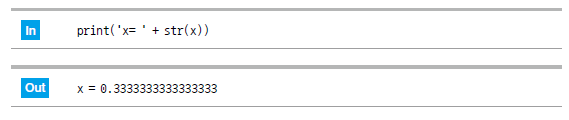 In print('x= ' + str(x))
Out x = 0.3333333333333333